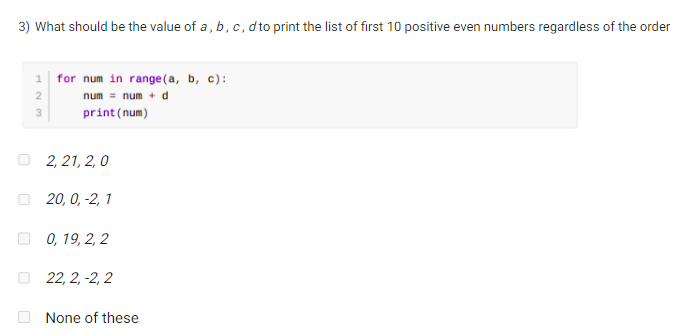 3) What should be the value of a, b, c, d to print the list of first 10 positive even numbers regardless of the order
1 for num in range(a, b, c):
2 num = num + d
3 print(num)
2, 21, 2, 0
20, 0, -2, 1
0, 19, 2, 2
22, 2, -2, 2
None of these